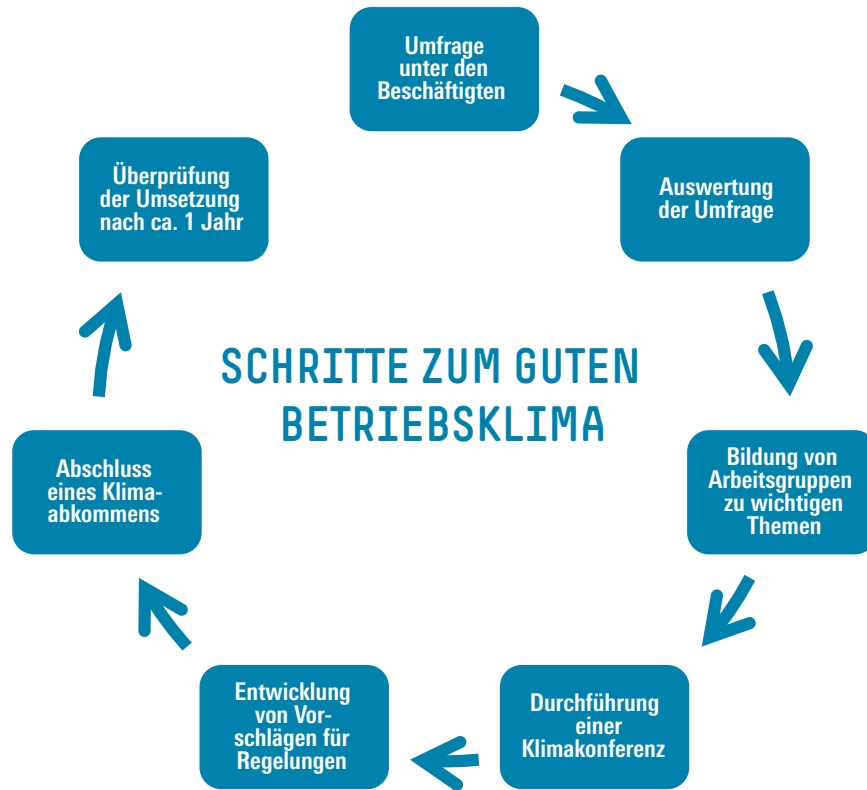 SCHRITTE ZUM GUTEN
BETRIEBSKLIMA
Umfrage
unter den
Beschäftigten
Auswertung
der Umfrage
Bildung von
Arbeitsgruppen
zu wichtigen
Themen
Durchführung
einer
Klimakonferenz
Entwicklung
von Vor-
schlägen für
Regelungen
Abschluss
eines Klima-
abkommens
Überprüfung
der Umsetzung
nach ca. 1 Jahr